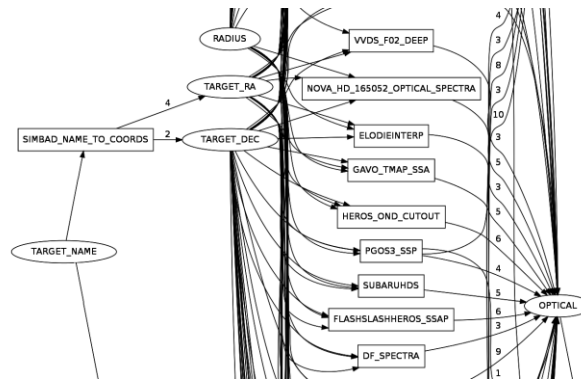 RADIUS
TARGET_RA
SIMBAD_NAME_TO_COORDS
4
2
TARGET_DEC
TARGET_NAME
VVDS_F02_DEEP
NOVA_HD_165052_OPTICAL_SPECTRA
ELODIEINTERP
GAVO_TMAP_SSA
HEROS_OND_CUTOUT
PGOS3_SSP
SUBARUHDS
FLASHSLASHHEROS_SSAP
DF_SPECTRA
4
3
8
3
10
3
5
3
5
6
4
5
6
3
9
1
OPTICAL